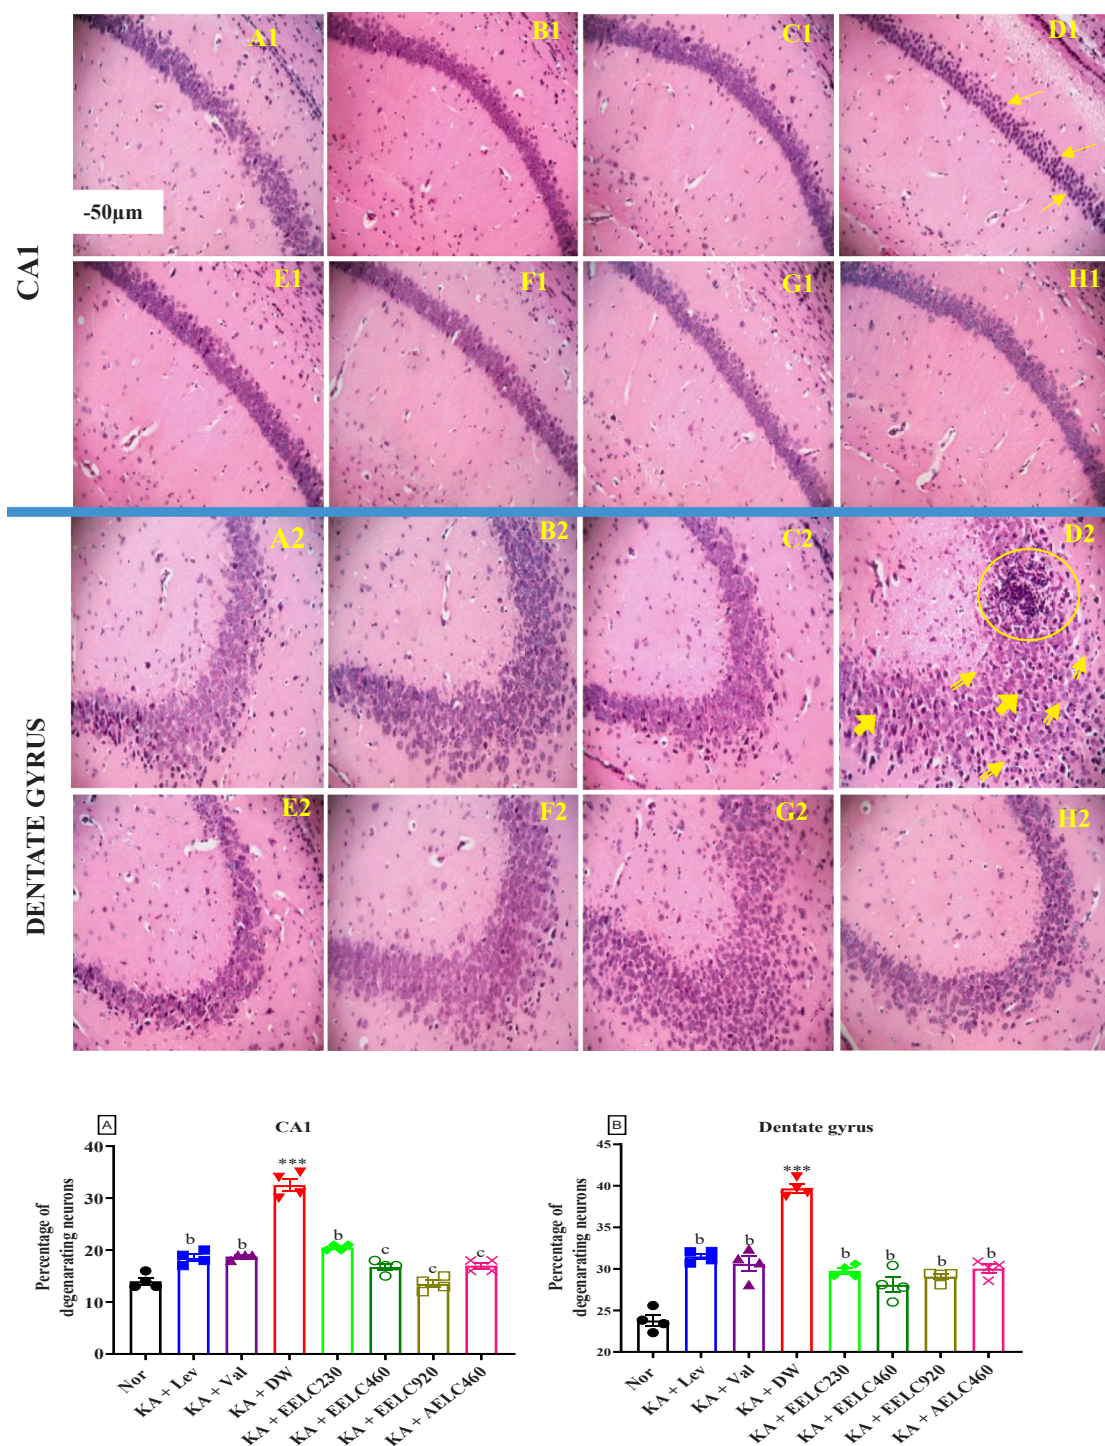 A1 B1 C1 D1
-50µm
CA1
E1 F1 G1 H1
A2 B2 C2 D2
DENTATE GYRUS
E2 F2 G2 H2
A CA1
Percentage of
degenarating neurons
40
30
20
10
0
b b *** b c c c
Nor
KA + Lev
KA + Val
KA + DW
KA + EELC230
KA + EELC460
KA + EELC920
KA + AELC460
B Dentate gyrus
Percentage of
degenarating neurons
45
40
35
30
25
20
b b *** b b b b
Nor
KA + Lev
KA + Val
KA + DW
KA + EELC230
KA + EELC460
KA + EELC920
KA + AELC460